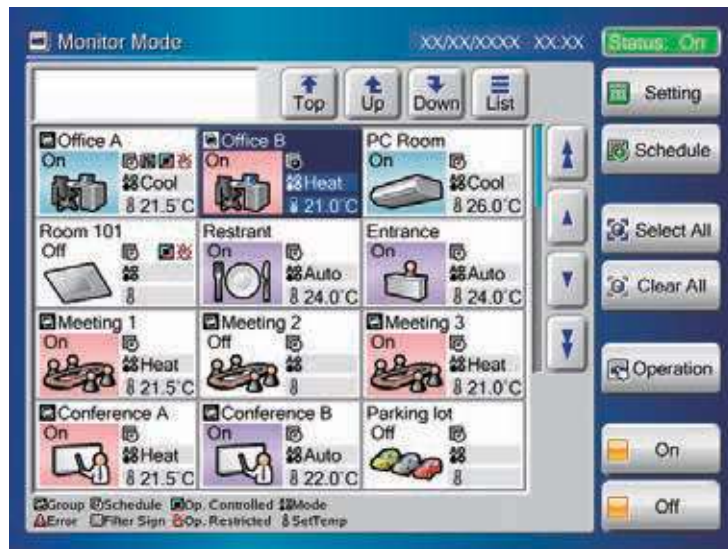 Monitor Mode XX/XX/XXXX XX:XX Status: On
Top Up Down List
Setting
Schedule
Select All
Clear All
Operation
On
Off
Office A Office B PC Room
On On On
Cool Heat Cool
21.5°C 21.0°C 26.0°C
Room 101 Restrant Entrance
Off On On
Auto Auto
24.0°C 24.0°C
Meeting 1 Meeting 2 Meeting 3
On Off On
Heat Heat
21.5°C 21.0°C
Conference A Conference B Parking lot
On On Off
Heat Auto
21.5°C 22.0°C
Group Schedule Op. Controlled Mode
Error Filter Sign Op. Restricted SetTemp